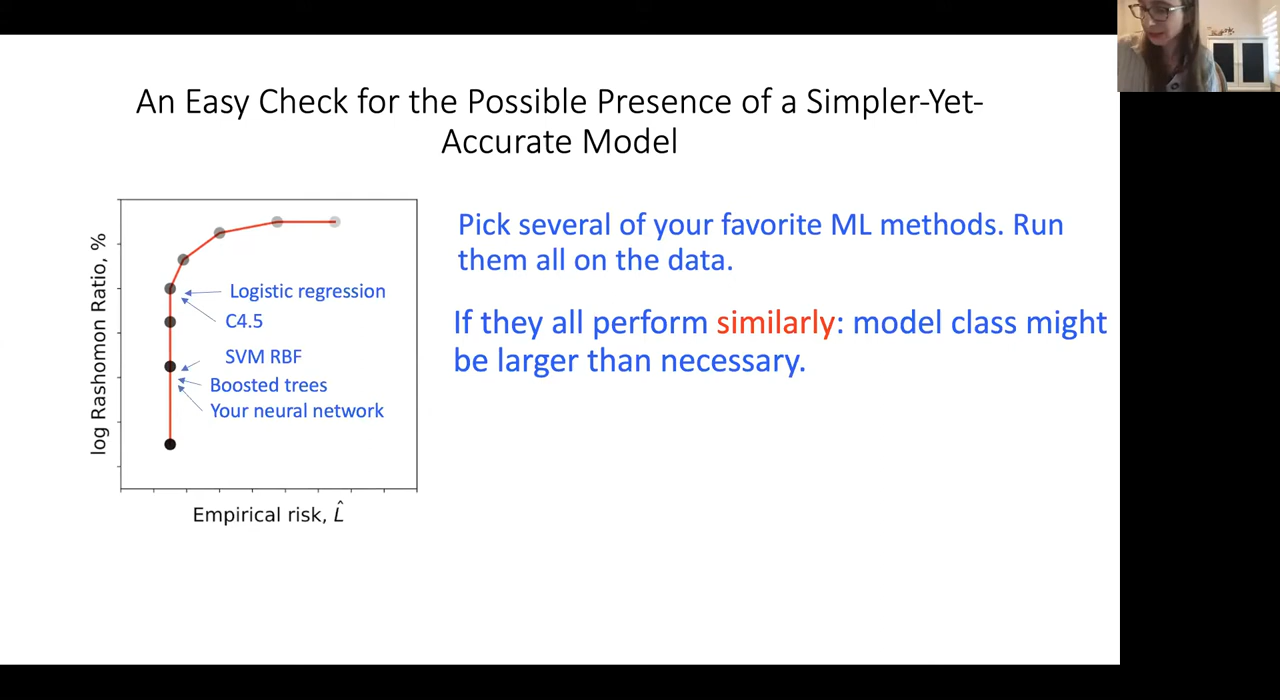 An Easy Check for the Possible Presence of a Simpler-Yet-
Accurate Model
log Rashomon Ratio, %
Logistic regression
C4.5
SVM RBF
Boosted trees
Your neural network
Empirical risk, L̂
Pick several of your favorite ML methods. Run
them all on the data.
If they all perform similarly: model class might
be larger than necessary.